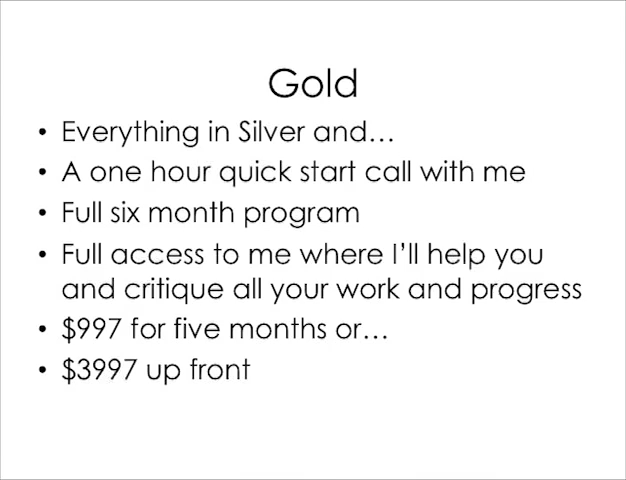 Gold
• Everything in Silver and…
• A one hour quick start call with me
• Full six month program
• Full access to me where I'll help you
and critique all your work and progress
• $997 for five months or…
• $3997 up front